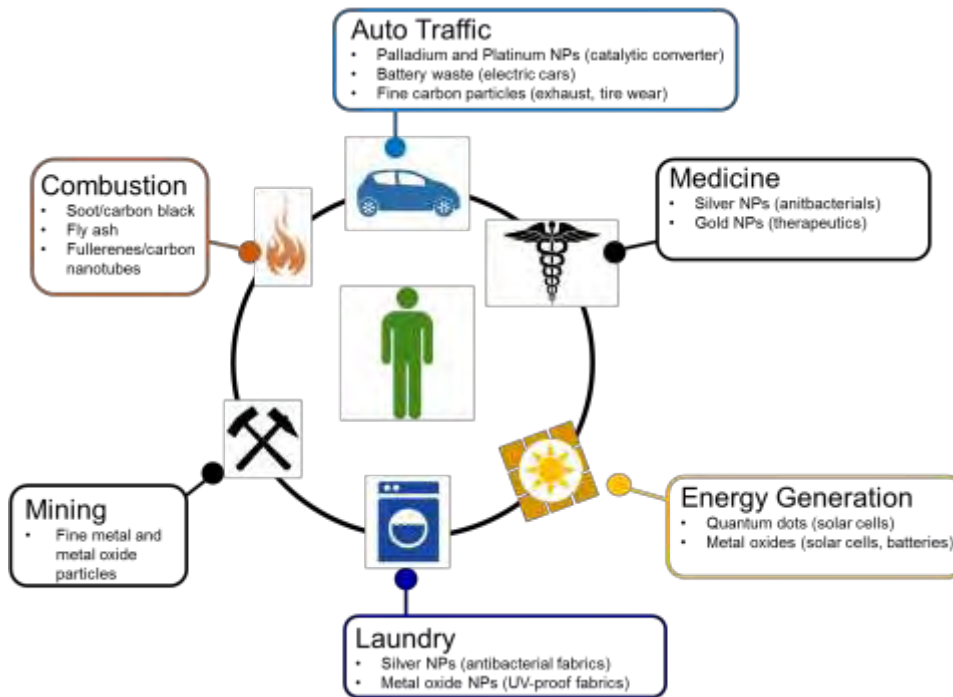 Auto Traffic
• Palladium and Platinum NPs (catalytic converter)
• Battery waste (electric cars)
• Fine carbon particles (exhaust, tire wear)
Combustion
• Soot/carbon black
• Fly ash
• Fullerenes/carbon
nanotubes
Medicine
• Silver NPs (anitbacterials)
• Gold NPs (therapeutics)
Mining
• Fine metal and
metal oxide
particles
Energy Generation
• Quantum dots (solar cells)
• Metal oxides (solar cells, batteries)
Laundry
• Silver NPs (antibacterial fabrics)
• Metal oxide NPs (UV-proof fabrics)